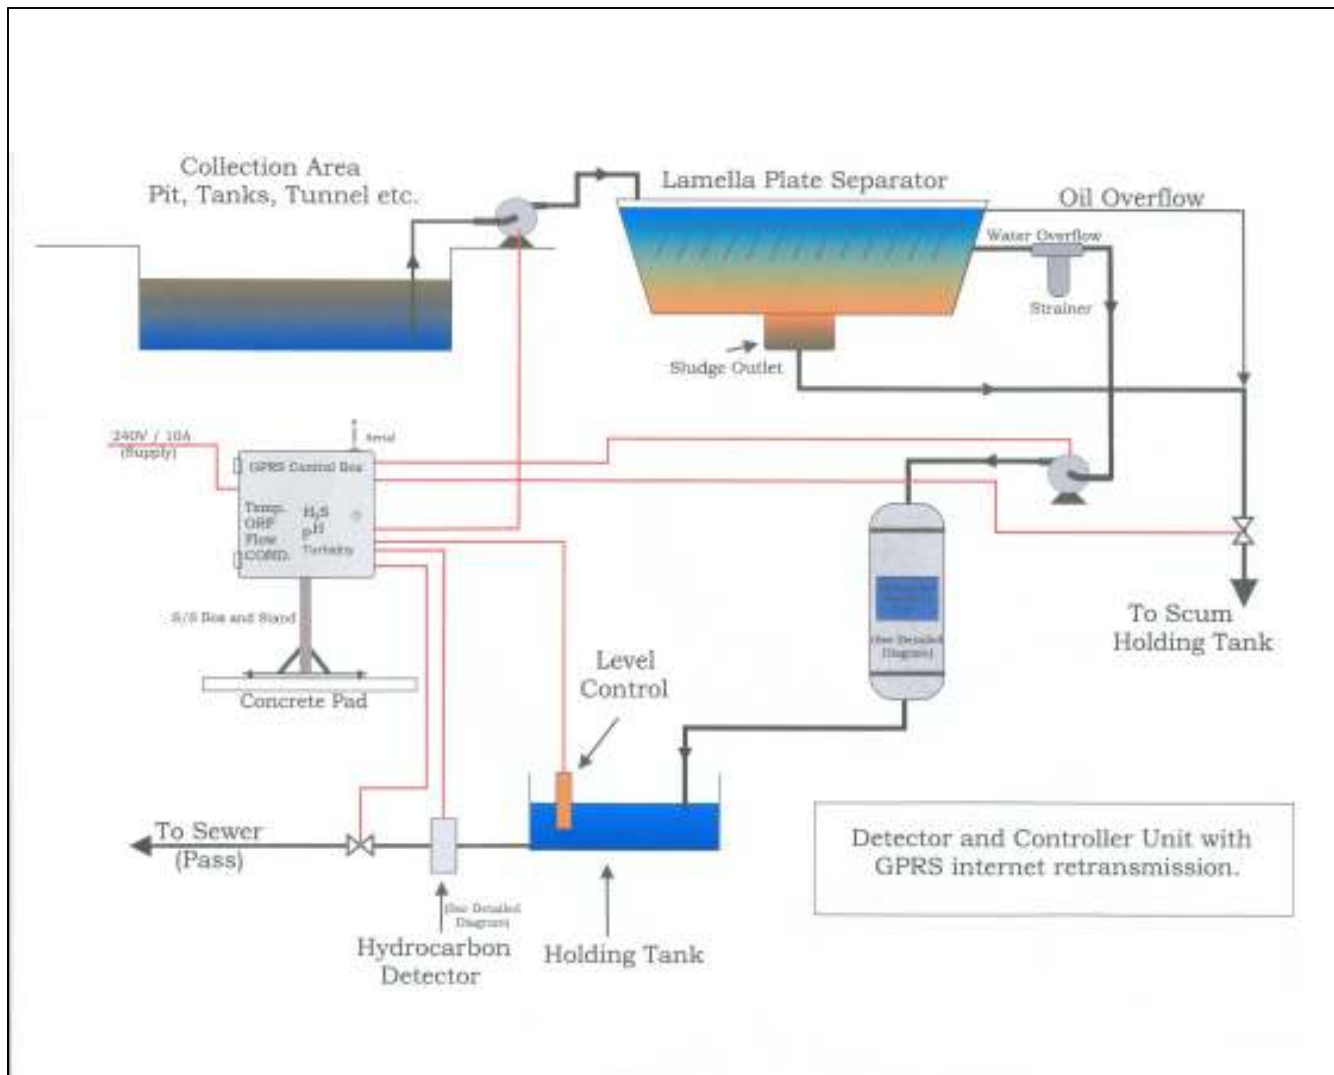 Collection Area
Pit, Tanks, Tunnel etc.
Lamella Plate Separator
Oil Overflow
Water Overflow
Strainer
Sludge Outlet
240V / 10A
(Supply)
Aerial
GPRS Control Box
Temp.
ORP
Flow
COND.
H₂S
pH
Turbidity
S/S Box and Stand
Concrete Pad
(See Detailed
Diagram)
To Scum
Holding Tank
Level
Control
To Sewer
(Pass)
(See Detailed
Diagram)
Hydrocarbon
Detector
Holding Tank
Detector and Controller Unit with
GPRS internet retransmission.